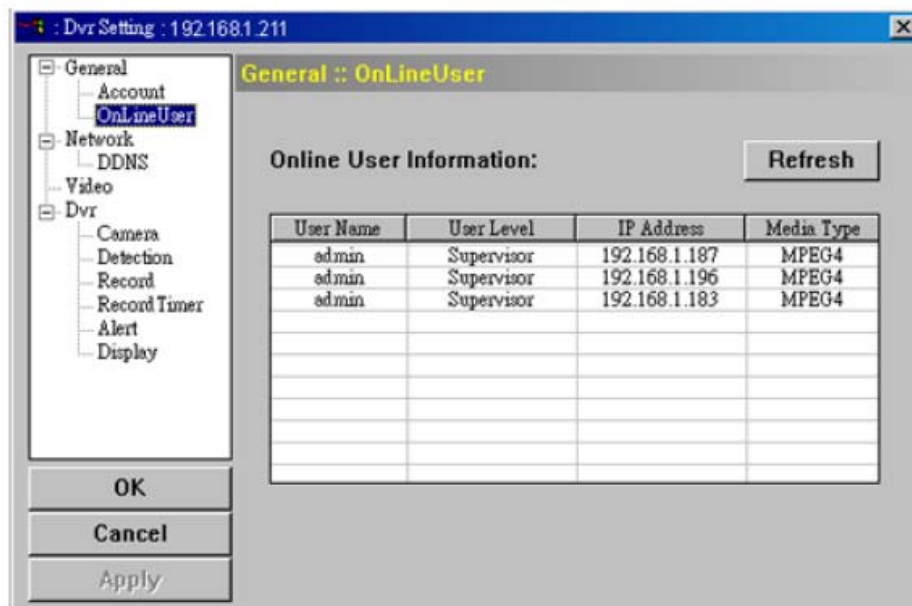 : Dvr Setting : 192.168.1.211
General
Account
OnLineUser
Network
DDNS
Video
Dvr
Camera
Detection
Record
Record Timer
Alert
Display
OK
Cancel
Apply
General :: OnLineUser
Online User Information:
Refresh
User Name User Level IP Address Media Type
admin Supervisor 192.168.1.187 MPEG4
admin Supervisor 192.168.1.196 MPEG4
admin Supervisor 192.168.1.183 MPEG4